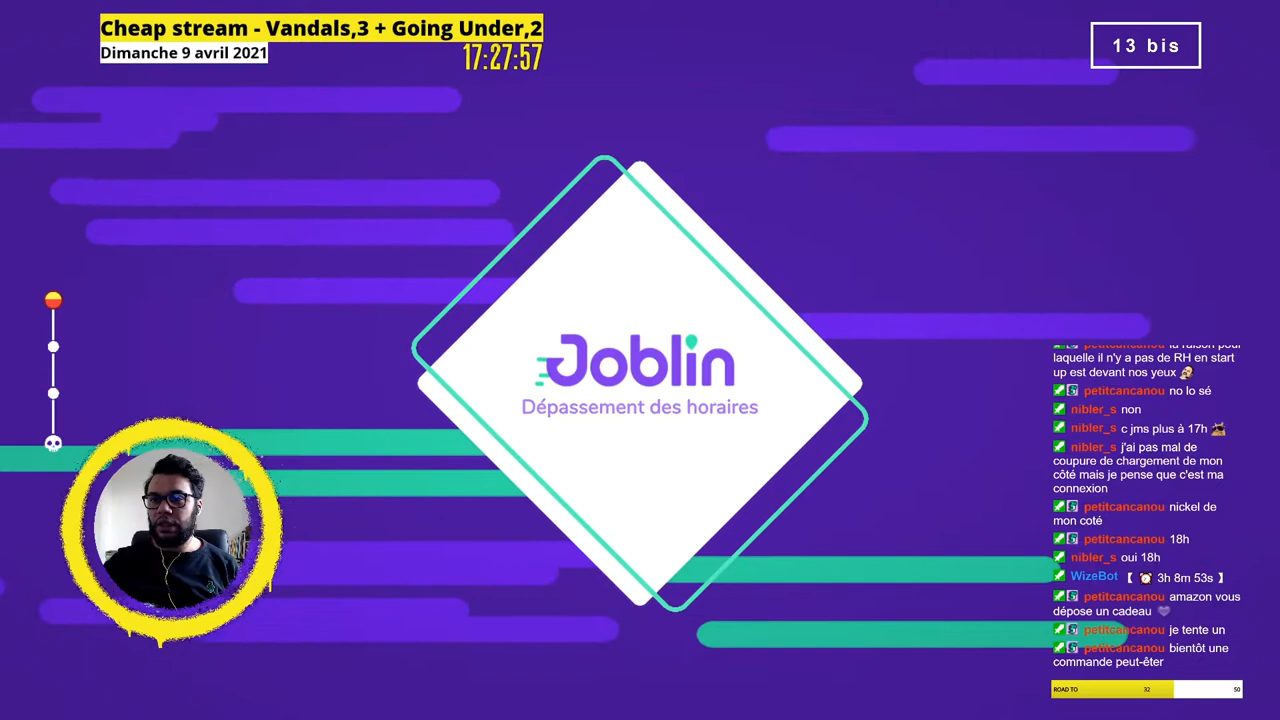 Cheap stream - Vandals,3 + Going Under,2
Dimanche 9 avril 2021
17:27:57
13 bis
Joblin
Dépassement des horaires
petitcancanou la raison pour
laquelle il n'y a pas de RH en start
up est devant nos yeux
petitcancanou no lo sé
nibler_s non
nibler_s c jms plus à 17h
nibler_s j'ai pas mal de
coupure de chargement de mon
côté mais je pense que c'est ma
connexion
petitcancanou nickel de
mon coté
petitcancanou 18h
nibler_s oui 18h
WizeBot 【 ⏰ 3h 8m 53s 】
petitcancanou amazon vous
dépose un cadeau 💜
petitcancanou je tente un
petitcancanou bientôt une
commande peut-êter
ROAD TO 32 50